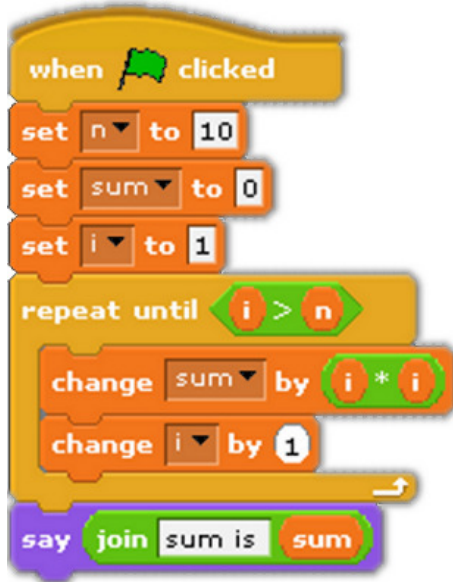 when clicked
set n to 10
set sum to 0
set i to 1
repeat until i > n
change sum by i * i
change i by 1
say join sum is sum